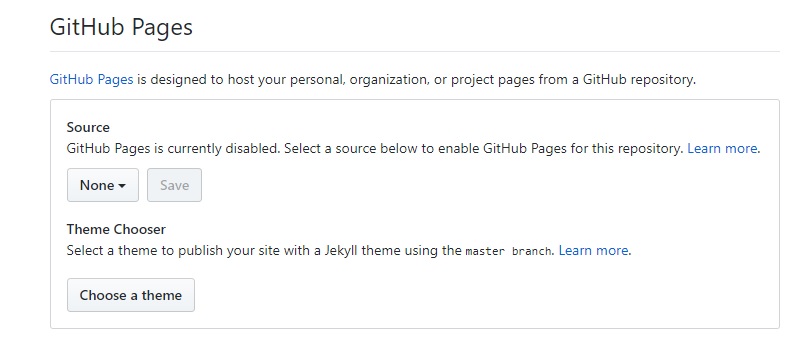 GitHub Pages
GitHub Pages is designed to host your personal, organization, or project pages from a GitHub repository.
Source
GitHub Pages is currently disabled. Select a source below to enable GitHub Pages for this repository. Learn more.
None Save
Theme Chooser
Select a theme to publish your site with a Jekyll theme using the master branch. Learn more.
Choose a theme